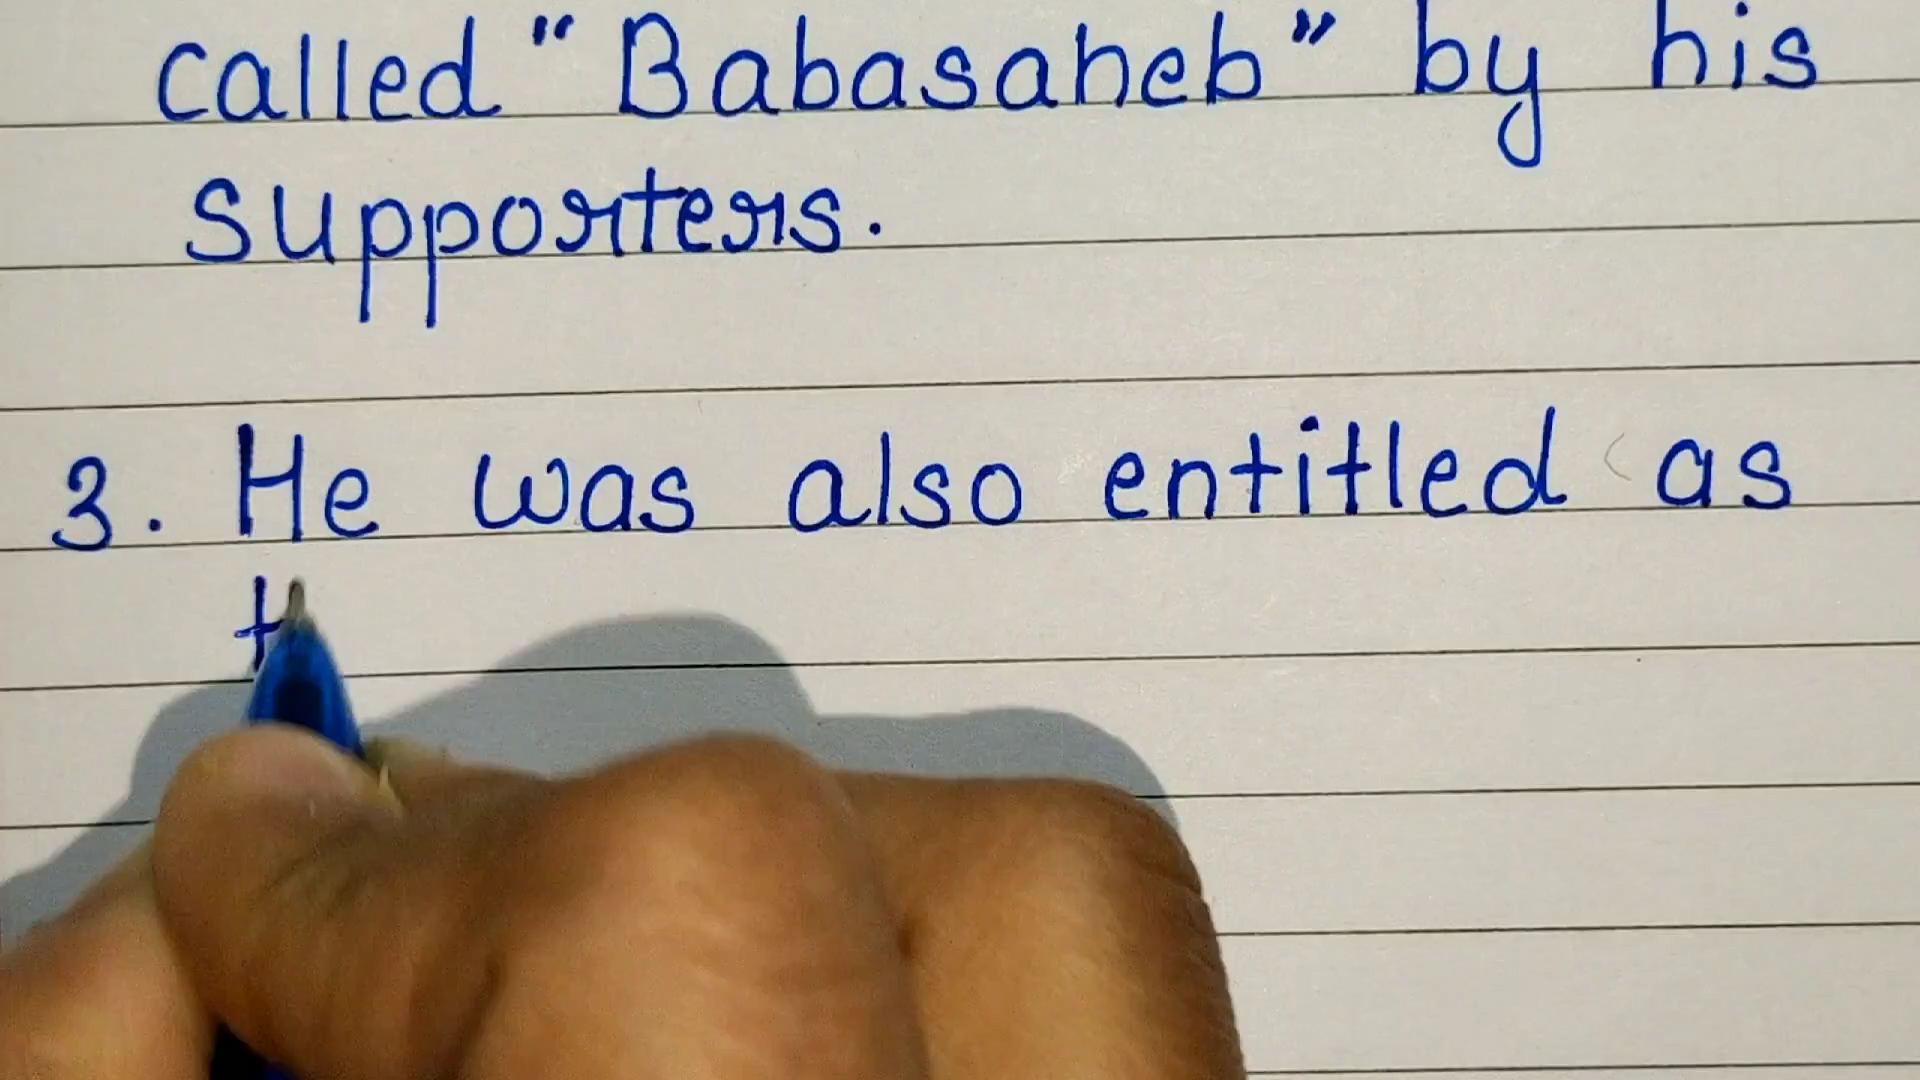 called "Babasaheb" by his
supporters.
3. He was also entitled as
t